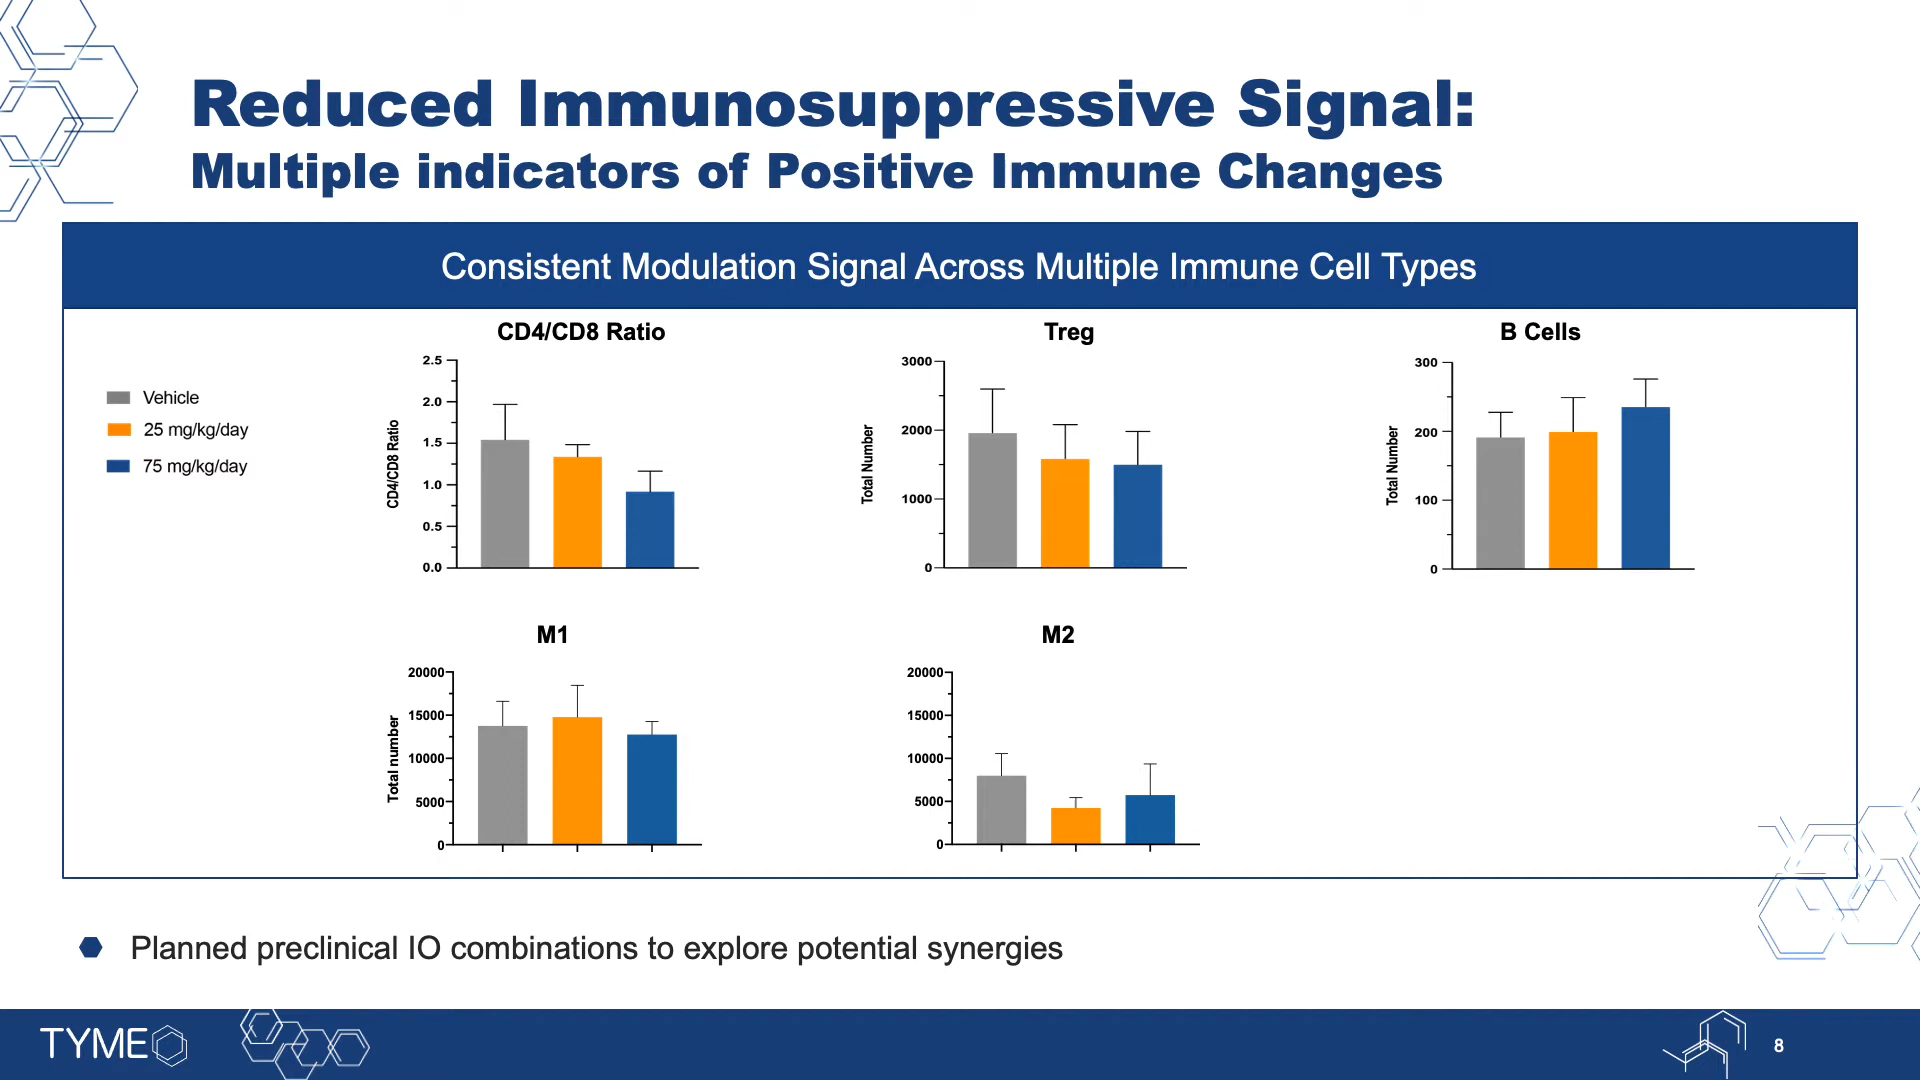 Reduced Immunosuppressive Signal:
Multiple indicators of Positive Immune Changes
Consistent Modulation Signal Across Multiple Immune Cell Types
Vehicle
25 mg/kg/day
75 mg/kg/day
CD4/CD8 Ratio
CD4/CD8 Ratio
2.5
2.0
1.5
1.0
0.5
0.0
Treg
Total Number
3000
2000
1000
0
B Cells
Total Number
300
200
100
0
M1
Total number
20000
15000
10000
5000
0
M2
20000
15000
10000
5000
0
Planned preclinical IO combinations to explore potential synergies
TYME
8